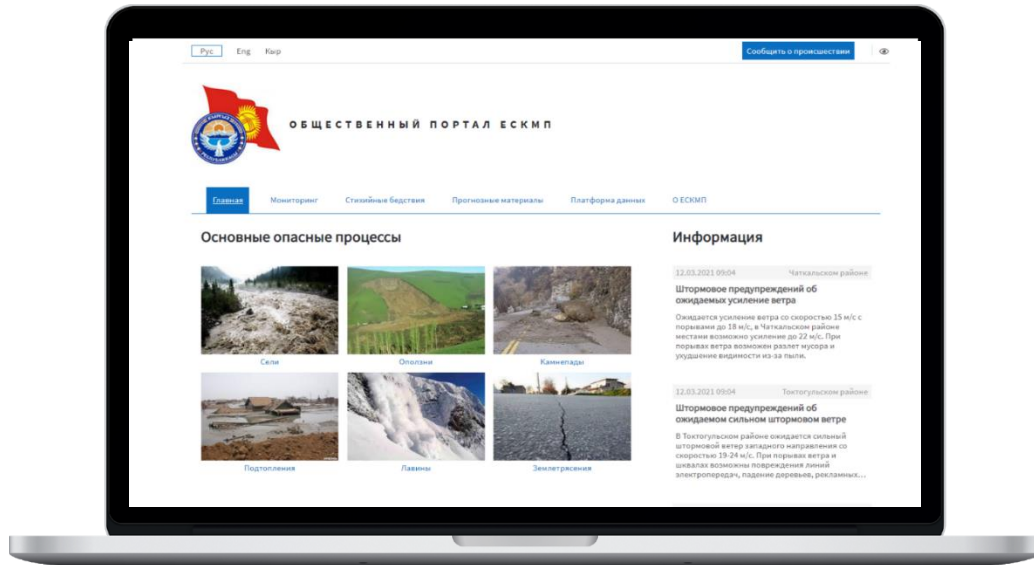 Рус Eng Кыр
Сообщить о происшествии
ОБЩЕСТВЕННЫЙ ПОРТАЛ ЕСКМП
Главная Мониторинг Стихийные бедствия Прогнозные материалы Платформа данных О ЕСКМП
Основные опасные процессы
Сели Оползни Камнепады
Подтопления Лавины Землетрясения
Информация
12.03.2021 09:04 Чаткальском районе
Штормовое предупреждений об
ожидаемых усиление ветра
Ожидается усиление ветра со скоростью 15 м/с с
порывами до 18 м/с, в Чаткальском районе
местами возможно усиление до 22 м/с. При
порывах ветра возможен разлет мусора и
ухудшение видимости из-за пыли.
12.03.2021 09:04 Токтогульском районе
Штормовое предупреждений об
ожидаемом сильном штормовом ветре
В Токтогульском районе ожидается сильный
штормовой ветер западного направления со
скоростью 19-24 м/с. При порывах ветра и
шквалах возможны повреждения линий
электропередач, падение деревьев, рекламных...